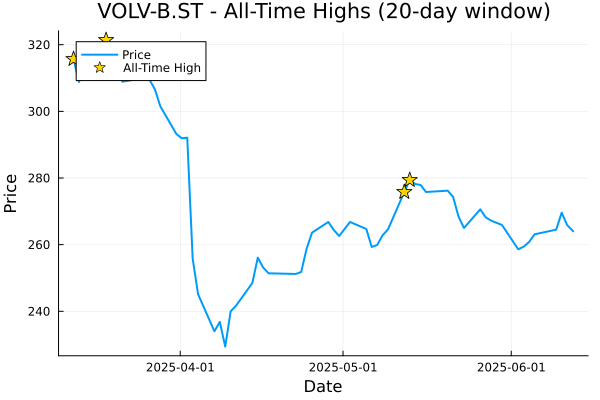 VOLV-B.ST - All-Time Highs (20-day window)
Price
All-Time High
320
300
280
260
240
Price
2025-04-01
2025-05-01
2025-06-01
Date